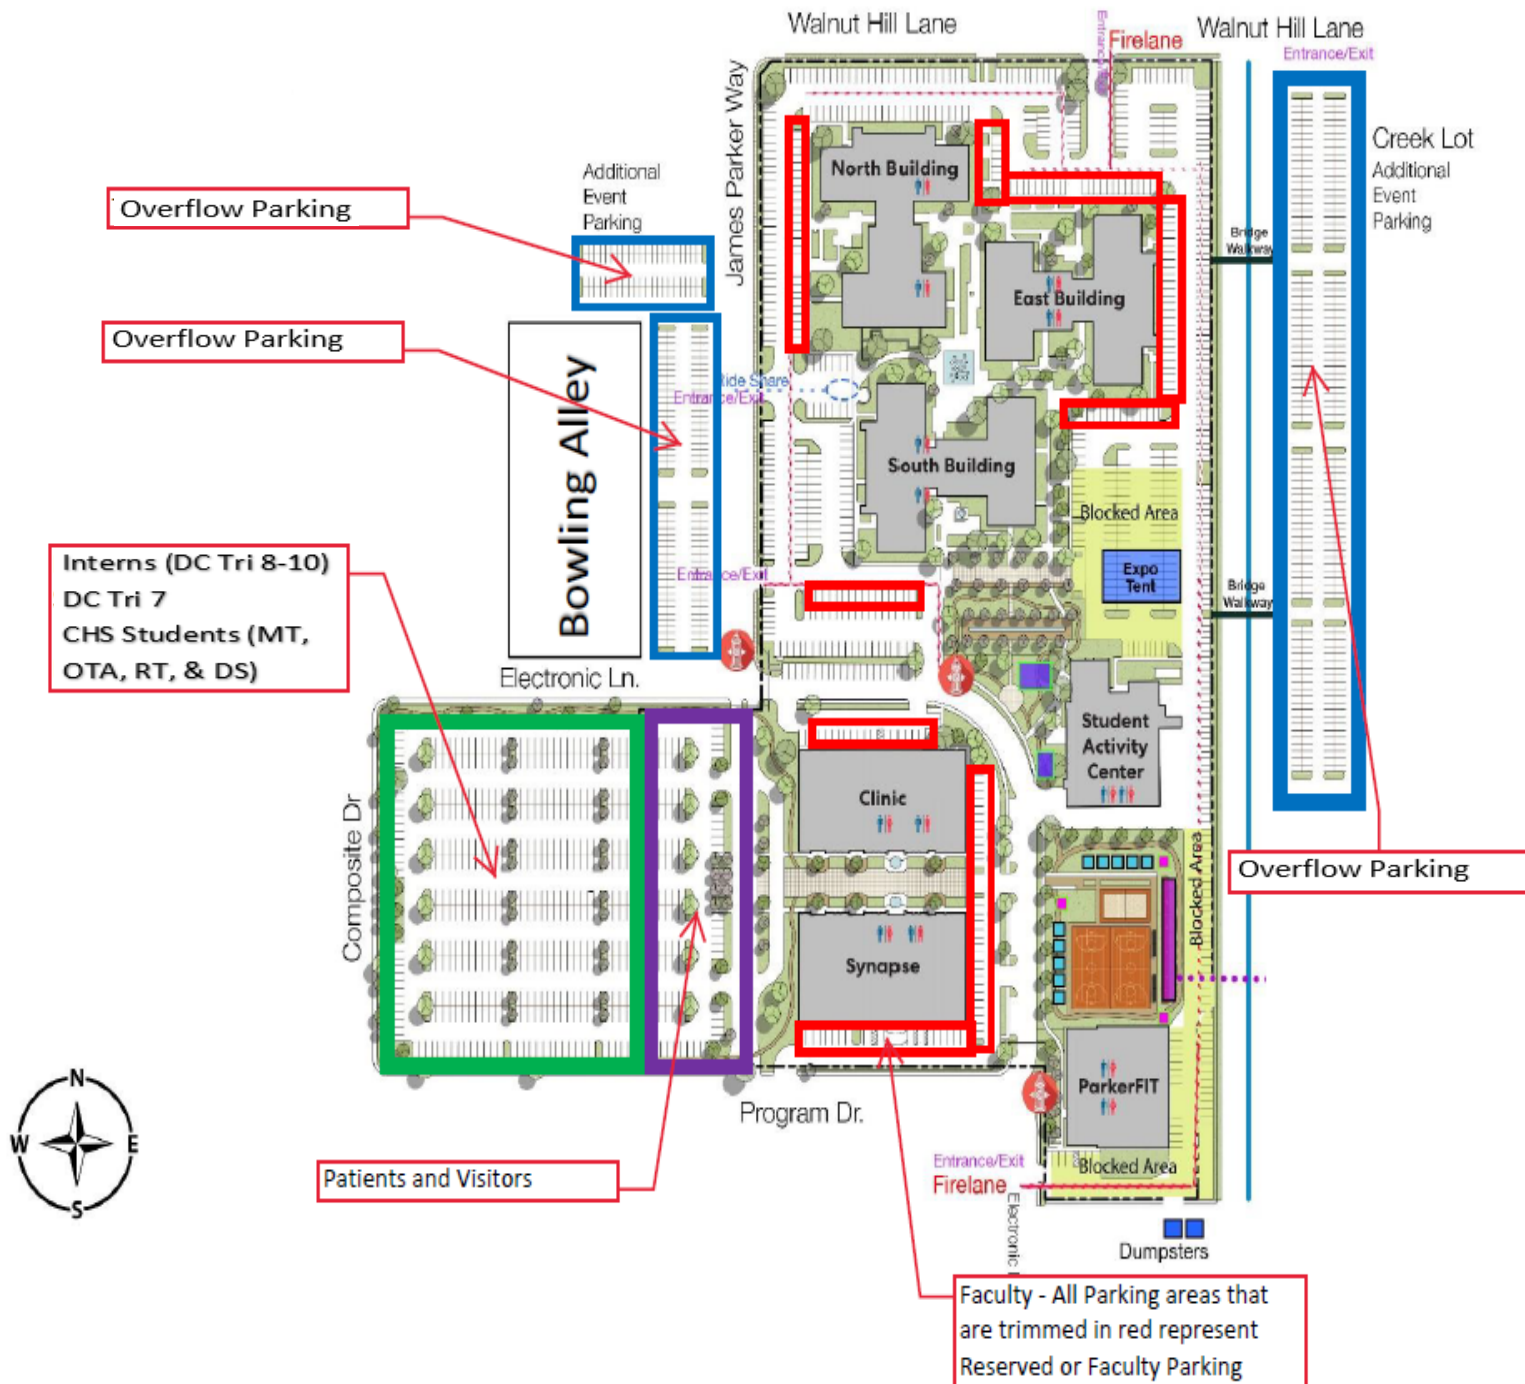 Walnut Hill Lane
Walnut Hill Lane
Entrance/Exit
Firelane
Entrance/Exit
James Parker Way
Creek Lot
Additional
Event
Parking
Additional
Event
Parking
Overflow Parking
North Building
Bridge
Walkway
East Building
Overflow Parking
Ride Share
Entrance/Exit
Bowling Alley
South Building
Blocked Area
Expo
Tent
Interns (DC Tri 8-10)
DC Tri 7
CHS Students (MT,
OTA, RT, & DS)
Entrance/Exit
Bridge
Walkway
Electronic Ln.
Student
Activity
Center
Clinic
Composite Dr
Overflow Parking
Blocked Area
Synapse
N
W
E
S
Program Dr.
ParkerFIT
Patients and Visitors
Entrance/Exit
Firelane
Blocked Area
Electronic
Dumpsters
Faculty - All Parking areas that
are trimmed in red represent
Reserved or Faculty Parking